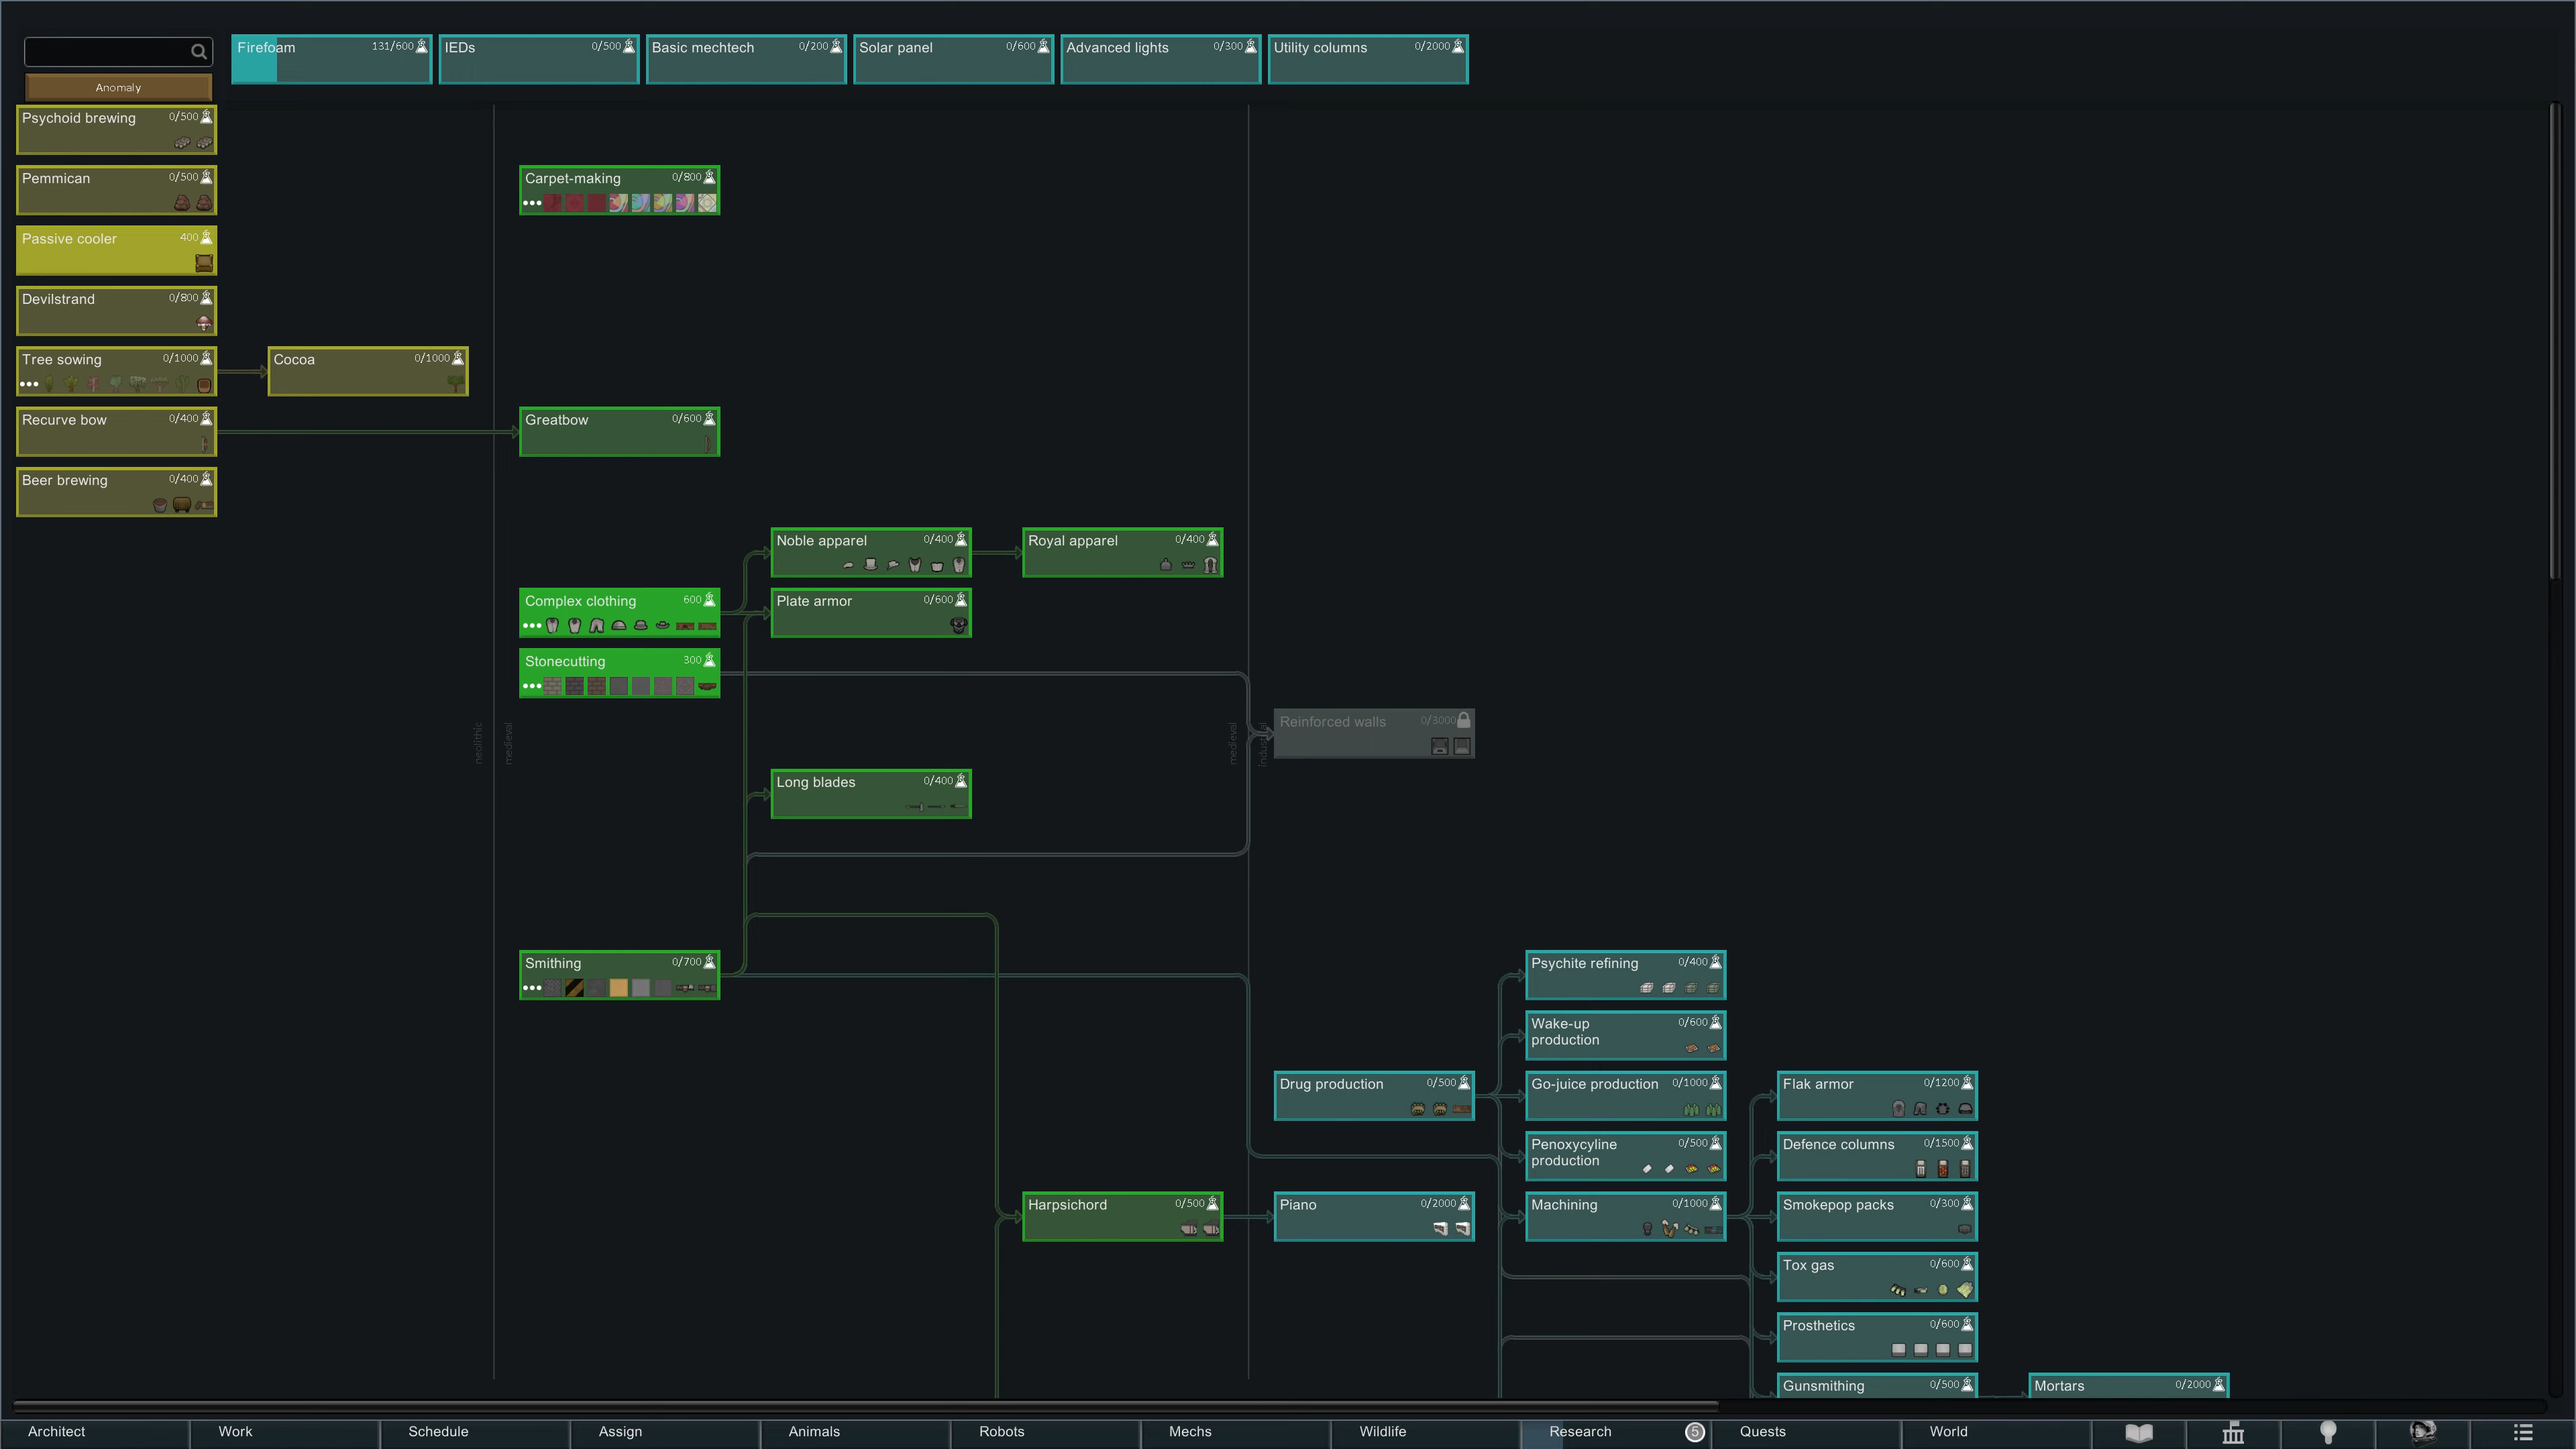 Firefoam 131/600
IEDs 0/500
Basic mechtech 0/200
Solar panel 0/600
Advanced lights 0/300
Utility columns 0/2000
Anomaly
Psychoid brewing 0/500
Pemmican 0/500
Carpet-making 0/800
Passive cooler 400
Devilstrand 0/800
Tree sowing 0/1000
Cocoa 0/1000
Recurve bow 0/400
Greatbow 0/600
Beer brewing 0/400
Noble apparel 0/400
Royal apparel 0/400
Complex clothing 600
Plate armor 0/600
Stonecutting 300
Reinforced walls 0/3000
neolithic
medieval
medieval
industrial
Long blades 0/400
Smithing 0/700
Psychite refining 0/400
Wake-up
production 0/600
Drug production 0/500
Go-juice production 0/1000
Flak armor 0/1200
Penoxycyline
production 0/500
Defence columns 0/1500
Harpsichord 0/500
Piano 0/2000
Machining 0/1000
Smokepop packs 0/300
Tox gas 0/600
Prosthetics 0/600
Gunsmithing 0/500
Mortars 0/2000
Architect
Work
Schedule
Assign
Animals
Robots
Mechs
Wildlife
Research 5
Quests
World